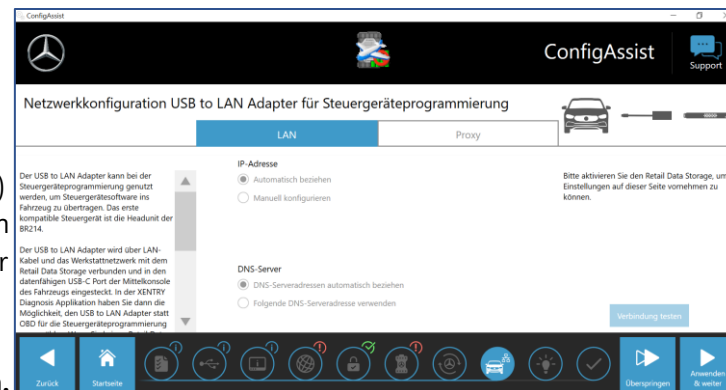 ConfigAssist
ConfigAssist
Support
Netzwerkkonfiguration USB to LAN Adapter für Steuergeräteprogrammierung
LAN
Proxy
Der USB to LAN Adapter kann bei der
Steuergeräteprogrammierung genutzt
werden, um Steuergerätesoftware ins
Fahrzeug zu übertragen. Das erste
kompatible Steuergerät ist die Headunit der
BR214.
Der USB to LAN Adapter wird über LAN-
Kabel und das Werkstattnetzwerk mit dem
Retail Data Storage verbunden und in den
datenfähigen USB-C Port der Mittelkonsole
des Fahrzeugs eingesteckt. In der XENTRY
Diagnosis Applikation haben Sie dann die
Möglichkeit, den USB to LAN Adapter statt
OBD für die Steuergeräteprogrammierung
IP-Adresse
Automatisch beziehen
Manuell konfigurieren
DNS-Server
DNS-Serveradressen automatisch beziehen
Folgende DNS-Serveradresse verwenden
Bitte aktivieren Sie den Retail Data Storage, um
Einstellungen auf dieser Seite vornehmen zu
können.
Verbindung testen
)
n
r
.
Zurück
Startseite
Überspringen
Anwenden
& weiter